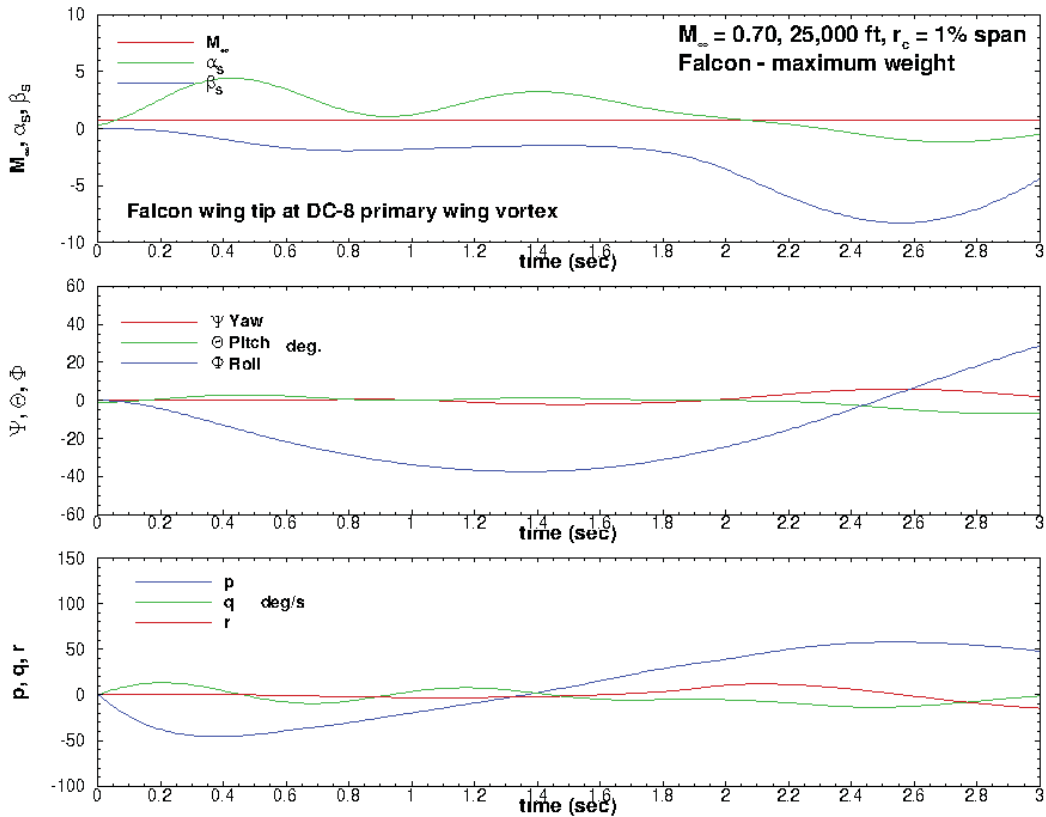 M∞ = 0.70, 25,000 ft, r_c = 1% span
Falcon - maximum weight
M∞
α_s
β_s
M∞, α_s, β_s
10
5
0
-5
-10
Falcon wing tip at DC-8 primary wing vortex
0 0.2 0.4 0.6 0.8 1 1.2 1.4 1.6 1.8 2 2.2 2.4 2.6 2.8 3
time (sec)
Ψ Yaw
Θ Pitch deg.
Φ Roll
Ψ, Θ, Φ
60
40
20
0
-20
-40
-60
0 0.2 0.4 0.6 0.8 1 1.2 1.4 1.6 1.8 2 2.2 2.4 2.6 2.8 3
time (sec)
p
q deg/s
r
p, q, r
150
100
50
0
-50
-100
0 0.2 0.4 0.6 0.8 1 1.2 1.4 1.6 1.8 2 2.2 2.4 2.6 2.8 3
time (sec)